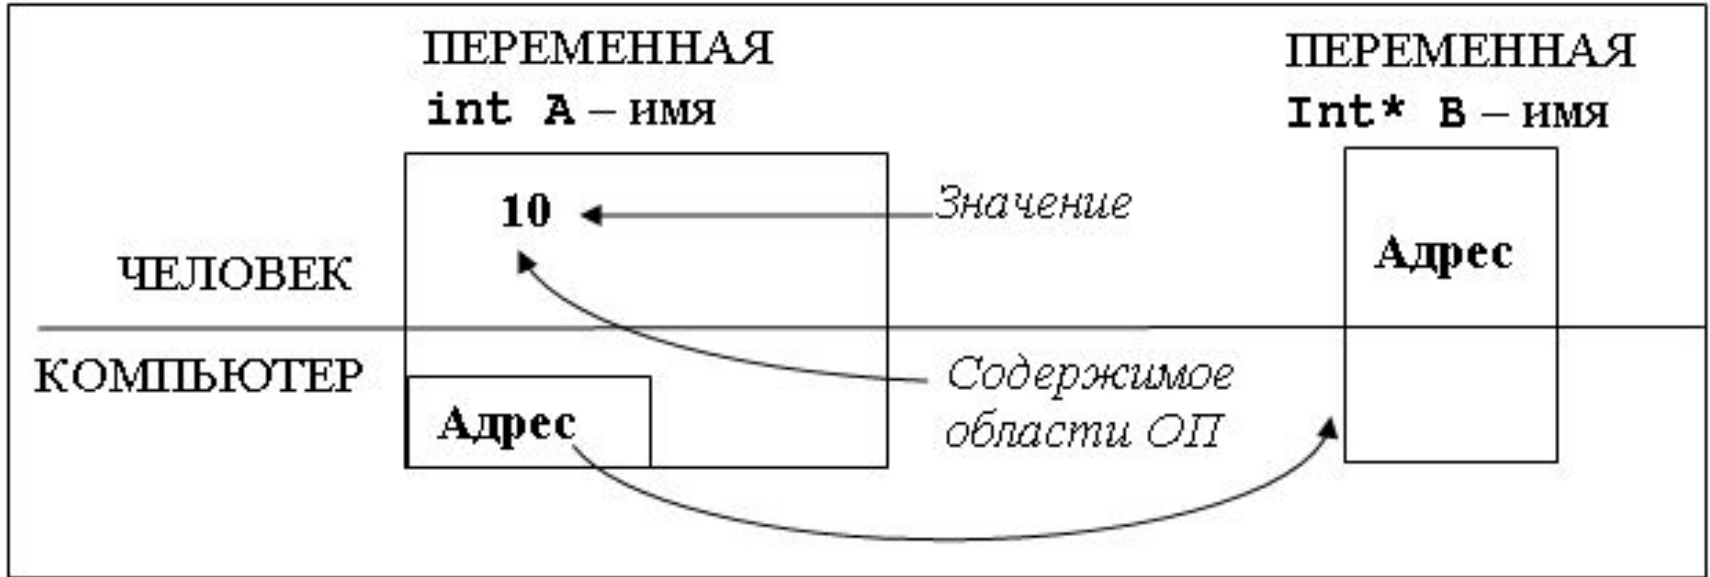 ПЕРЕМЕННАЯ
int A – имя
ПЕРЕМЕННАЯ
Int* B – имя
10
Значение
Адрес
ЧЕЛОВЕК
КОМПЬЮТЕР
Содержимое
области ОП
Адрес